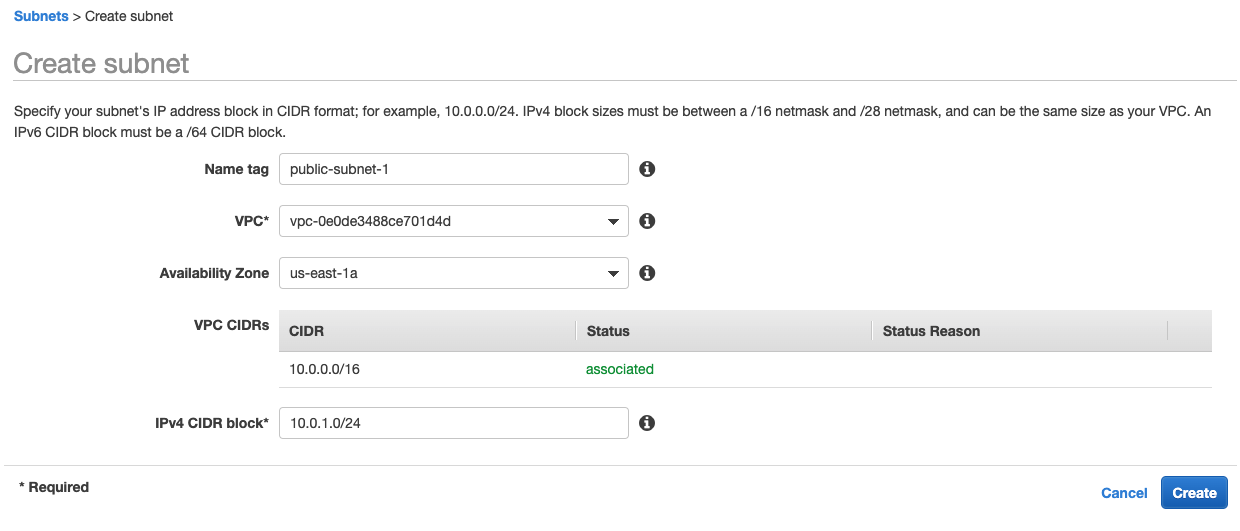 Subnets > Create subnet
Create subnet
Specify your subnet's IP address block in CIDR format; for example, 10.0.0.0/24. IPv4 block sizes must be between a /16 netmask and /28 netmask, and can be the same size as your VPC. An
IPv6 CIDR block must be a /64 CIDR block.
Name tag public-subnet-1
VPC* vpc-0e0de3488ce701d4d
Availability Zone us-east-1a
VPC CIDRs CIDR Status Status Reason
10.0.0.0/16 associated
IPv4 CIDR block* 10.0.1.0/24
* Required
Cancel Create